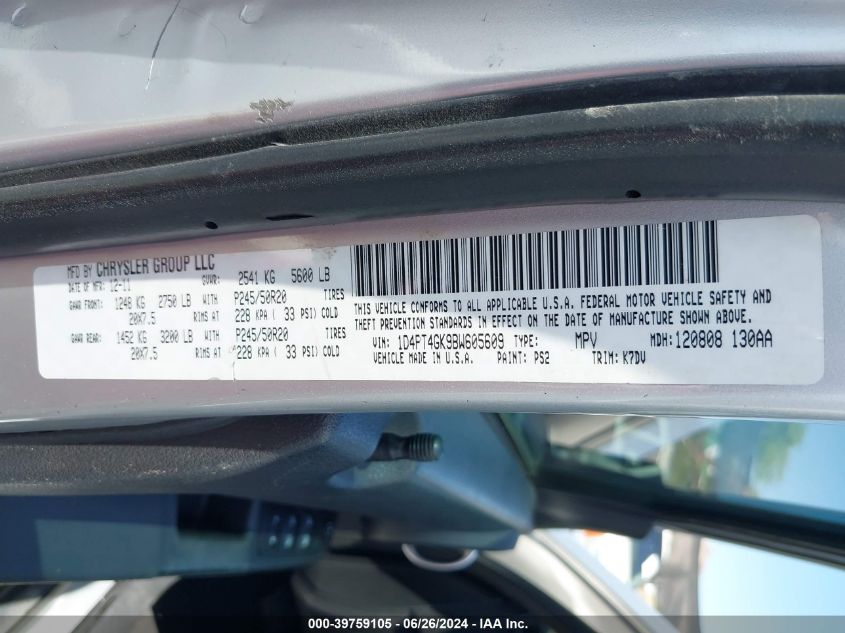 MFD BY CHRYSLER GROUP LLC
DATE OF MFR: 12-11 GVWR: 2541 KG 5600 LB
GAWR FRONT: 1248 KG 2750 LB WITH P245/50R20 TIRES
20X7.5 RIMS AT 228 KPA ( 33 PSI) COLD
GAWR REAR: 1452 KG 3200 LB WITH P245/50R20 TIRES
20X7.5 RIMS AT 228 KPA ( 33 PSI) COLD
THIS VEHICLE CONFORMS TO ALL APPLICABLE U.S.A. FEDERAL MOTOR VEHICLE SAFETY AND
THEFT PREVENTION STANDARDS IN EFFECT ON THE DATE OF MANUFACTURE SHOWN ABOVE.
VIN: 1D4PT4GK9BW605609 TYPE: MPV MDH: 120808 130AA
VEHICLE MADE IN U.S.A. PAINT: PS2 TRIM: K7DV
000-39759105 - 06/26/2024 - IAA Inc.